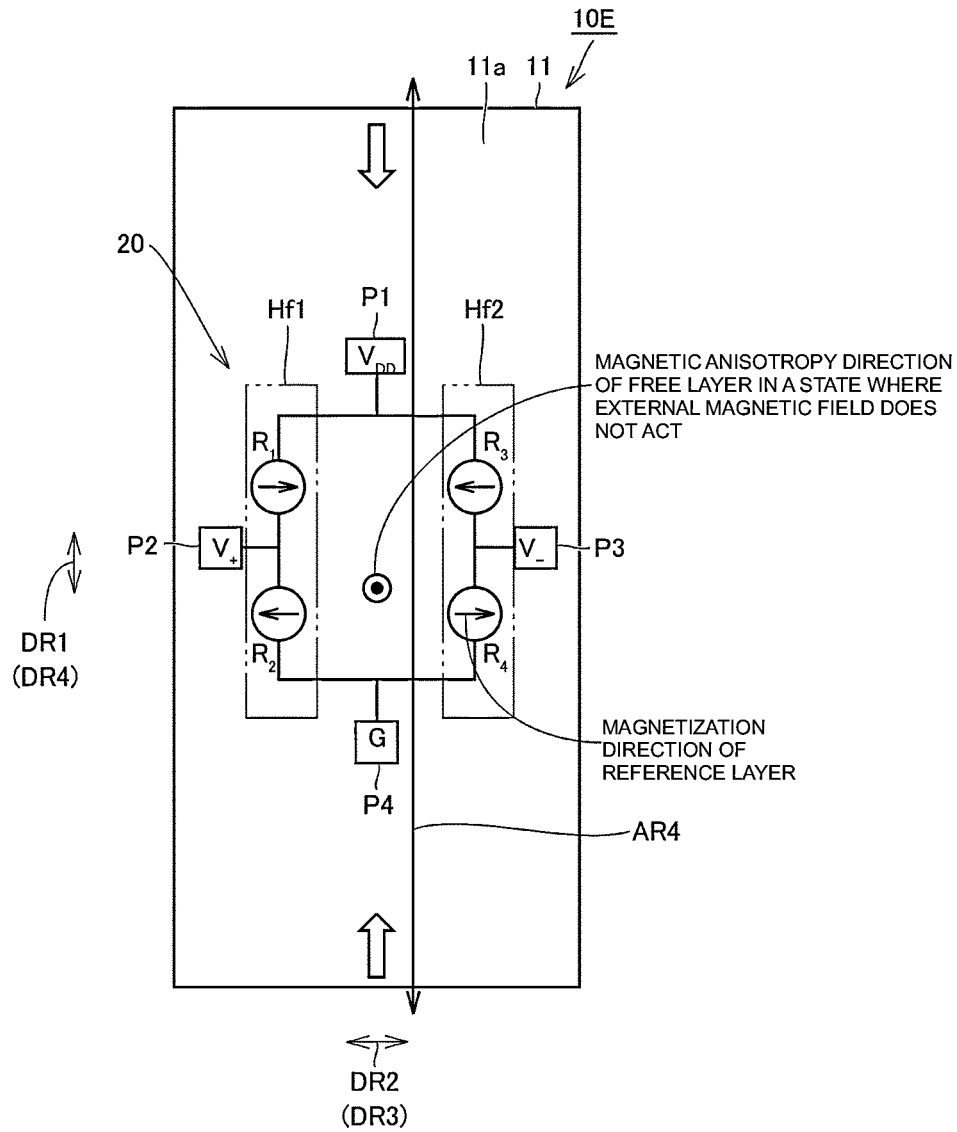 10E
11a 11
20
Hf1
P1
Hf2
VDD
MAGNETIC ANISOTROPY DIRECTION
OF FREE LAYER IN A STATE WHERE
EXTERNAL MAGNETIC FIELD DOES
NOT ACT
R1
R3
P2
V+
V−
P3
DR1
(DR4)
R2
R4
G
MAGNETIZATION
DIRECTION OF
REFERENCE LAYER
P4
AR4
DR2
(DR3)